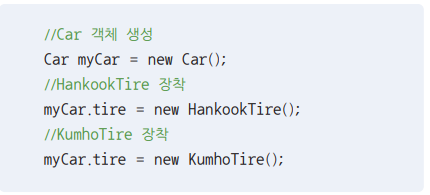 //Car 객체 생성
Car myCar = new Car();
//HankookTire 장착
myCar.tire = new HankookTire();
//KumhoTire 장착
myCar.tire = new KumhoTire();